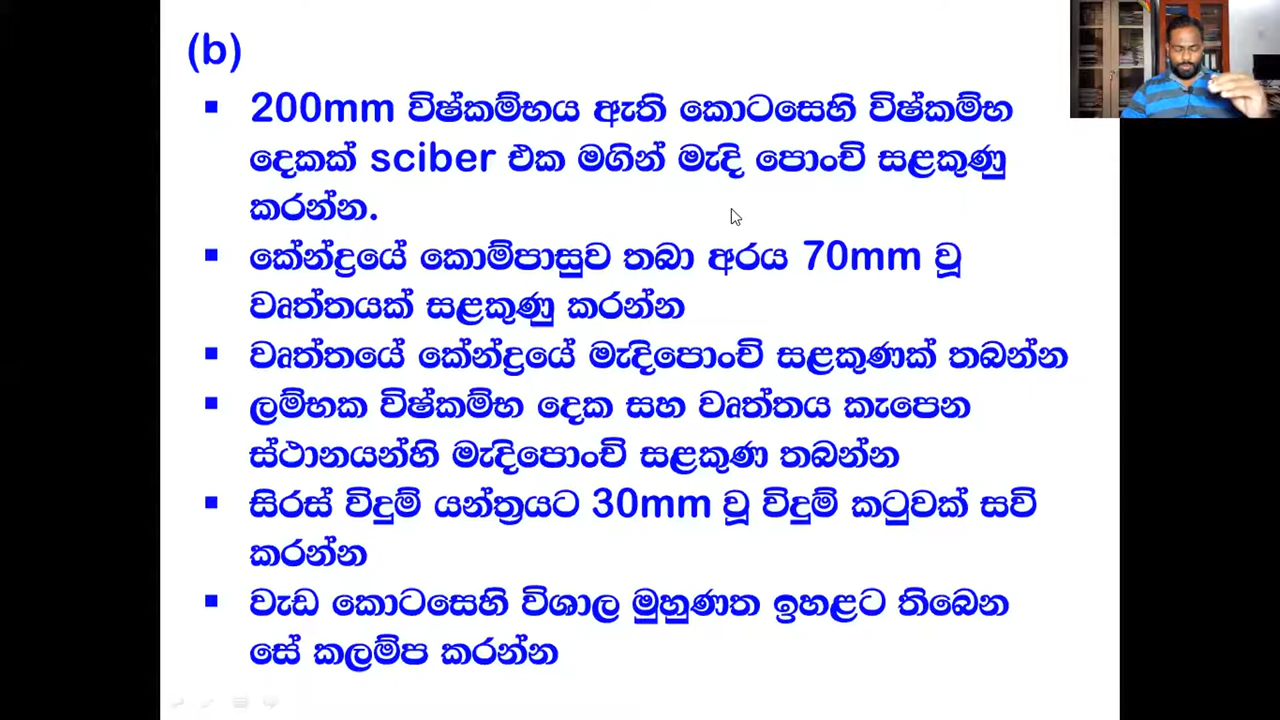 (b)
▪ 200mm විෂ්කම්භය ඇති කොටසෙහි විෂ්කම්භ
දෙකක් sciber එක මගින් මැදි පොංචි සළකුණු
කරන්න.
▪ කේන්ද්‍රයේ කොම්පාසුව තබා අරය 70mm වූ
වෘත්තයක් සළකුණු කරන්න
▪ වෘත්තයේ කේන්ද්‍රයේ මැදිපොංචි සළකුණක් තබන්න
▪ ලම්භක විෂ්කම්භ දෙක සහ වෘත්තය කැපෙන
ස්ථානයන්හි මැදිපොංචි සළකුණ තබන්න
▪ සිරස් විදුම් යන්ත්‍රයට 30mm වූ විදුම් කටුවක් සවි
කරන්න
▪ වැඩ කොටසෙහි විශාල මුහුණත ඉහළට තිබෙන
සේ කලම්ප කරන්න